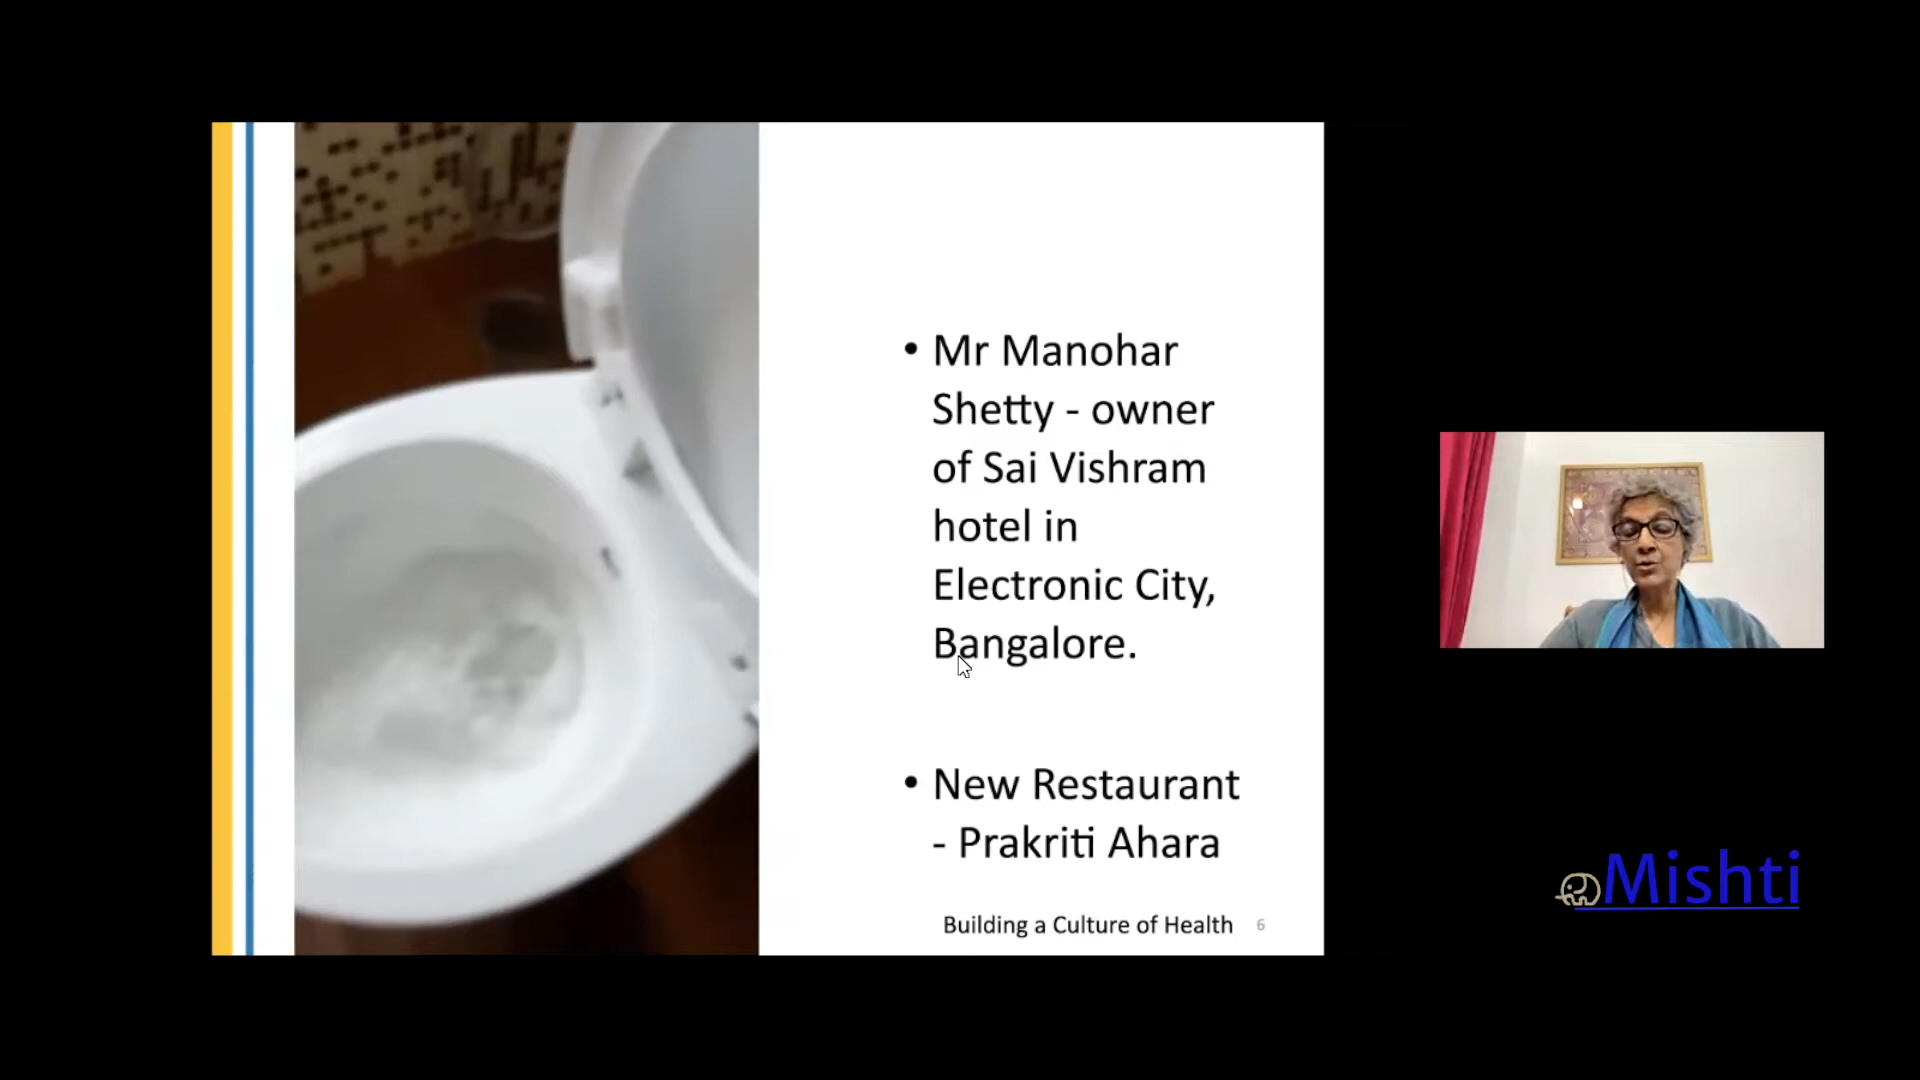 • Mr Manohar
Shetty - owner
of Sai Vishram
hotel in
Electronic City,
Bangalore.
• New Restaurant
- Prakriti Ahara
Building a Culture of Health 6
Mishti